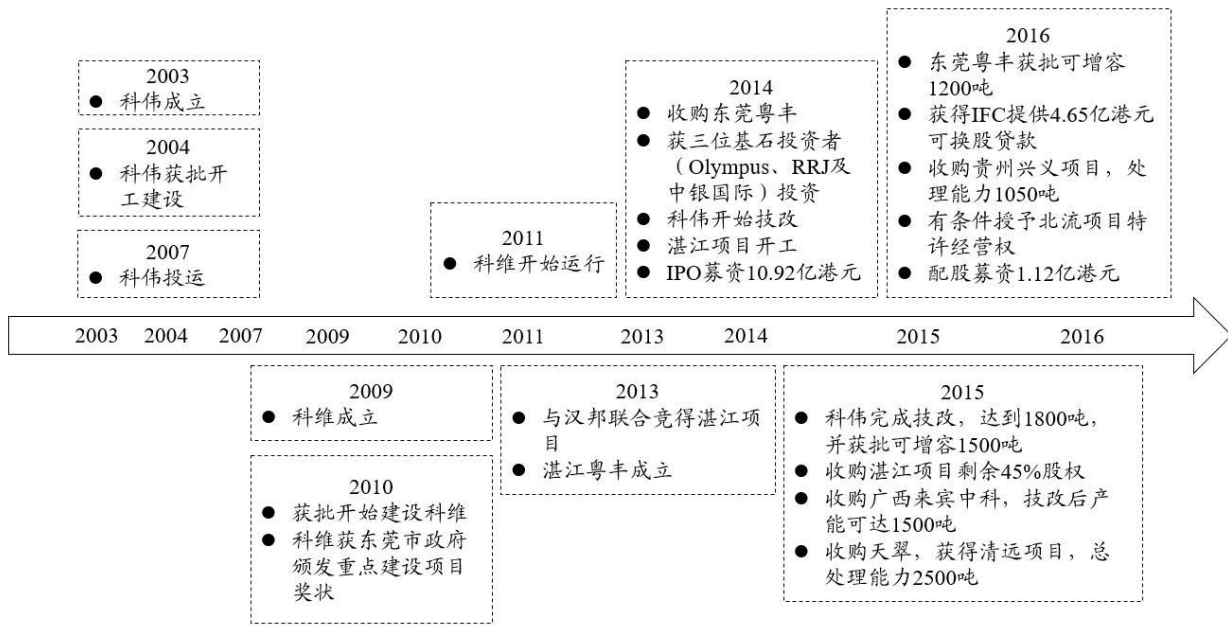 2003
● 科伟成立
2004
● 科伟获批开
工建设
2007
● 科伟投运
2011
● 科维开始运行
2014
● 收购东莞粤丰
● 获三位基石投资者
（Olympus、RRJ及
中银国际）投资
● 科伟开始技改
● 湛江项目开工
● IPO募资10.92亿港元
2016
● 东莞粤丰获批可增容
1200吨
● 获得IFC提供4.65亿港元
可换股贷款
● 收购贵州兴义项目，处
理能力1050吨
● 有条件授予北流项目特
许经营权
● 配股募资1.12亿港元
2003 2004 2007 2009 2010 2011 2013 2014 2015 2016
2009
● 科维成立
2010
● 获批开始建设科维
● 科维获东莞市政府
颁发重点建设项目
奖状
2013
● 与汉邦联合竞得湛江项
目
● 湛江粤丰成立
2015
● 科伟完成技改，达到1800吨，
并获批可增容1500吨
● 收购湛江项目剩余45%股权
● 收购广西来宾中科，技改后产
能可达1500吨
● 收购天翠，获得清远项目，总
处理能力2500吨